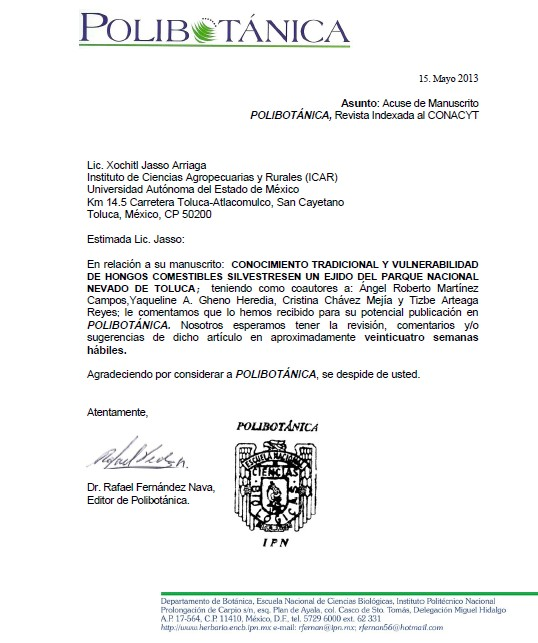 POLIBOTÁNICA
15. Mayo 2013
Asunto: Acuse de Manuscrito
POLIBOTÁNICA, Revista Indexada al CONACYT
Lic. Xochitl Jasso Arriaga
Instituto de Ciencias Agropecuarias y Rurales (ICAR)
Universidad Autónoma del Estado de México
Km 14.5 Carretera Toluca-Atlacomulco, San Cayetano
Toluca, México, CP 50200
Estimada Lic. Jasso:
En relación a su manuscrito: CONOCIMIENTO TRADICIONAL Y VULNERABILIDAD
DE HONGOS COMESTIBLES SILVESTRESEN UN EJIDO DEL PARQUE NACIONAL
NEVADO DE TOLUCA; teniendo como coautores a: Ángel Roberto Martínez
Campos,Yaqueline A. Gheno Heredia, Cristina Chávez Mejía y Tizbe Arteaga
Reyes; le comentamos que lo hemos recibido para su potencial publicación en
POLIBOTÁNICA. Nosotros esperamos tener la revisión, comentarios y/o
sugerencias de dicho artículo en aproximadamente veinticuatro semanas
hábiles.
Agradeciendo por considerar a POLIBOTÁNICA, se despide de usted.
Atentamente,
POLIBOTÁNICA
ESCUELA NACIONAL
DE
CIENCIAS
BIOLOGICAS
IPN
Dr. Rafael Fernández Nava,
Editor de Polibotánica.
Departamento de Botánica, Escuela Nacional de Ciencias Biológicas, Instituto Politécnico Nacional
Prolongación de Carpio s/n, esq. Plan de Ayala, col. Casco de Sto. Tomás, Delegación Miguel Hidalgo
A.P. 17-564, C.P. 11410, México, D.F., tel. 5729 6000 ext. 62 331
http://www.herbario.encb.ipn.mx e-mail: rfernan@ipn.mx; rfernan56@hotmail.com